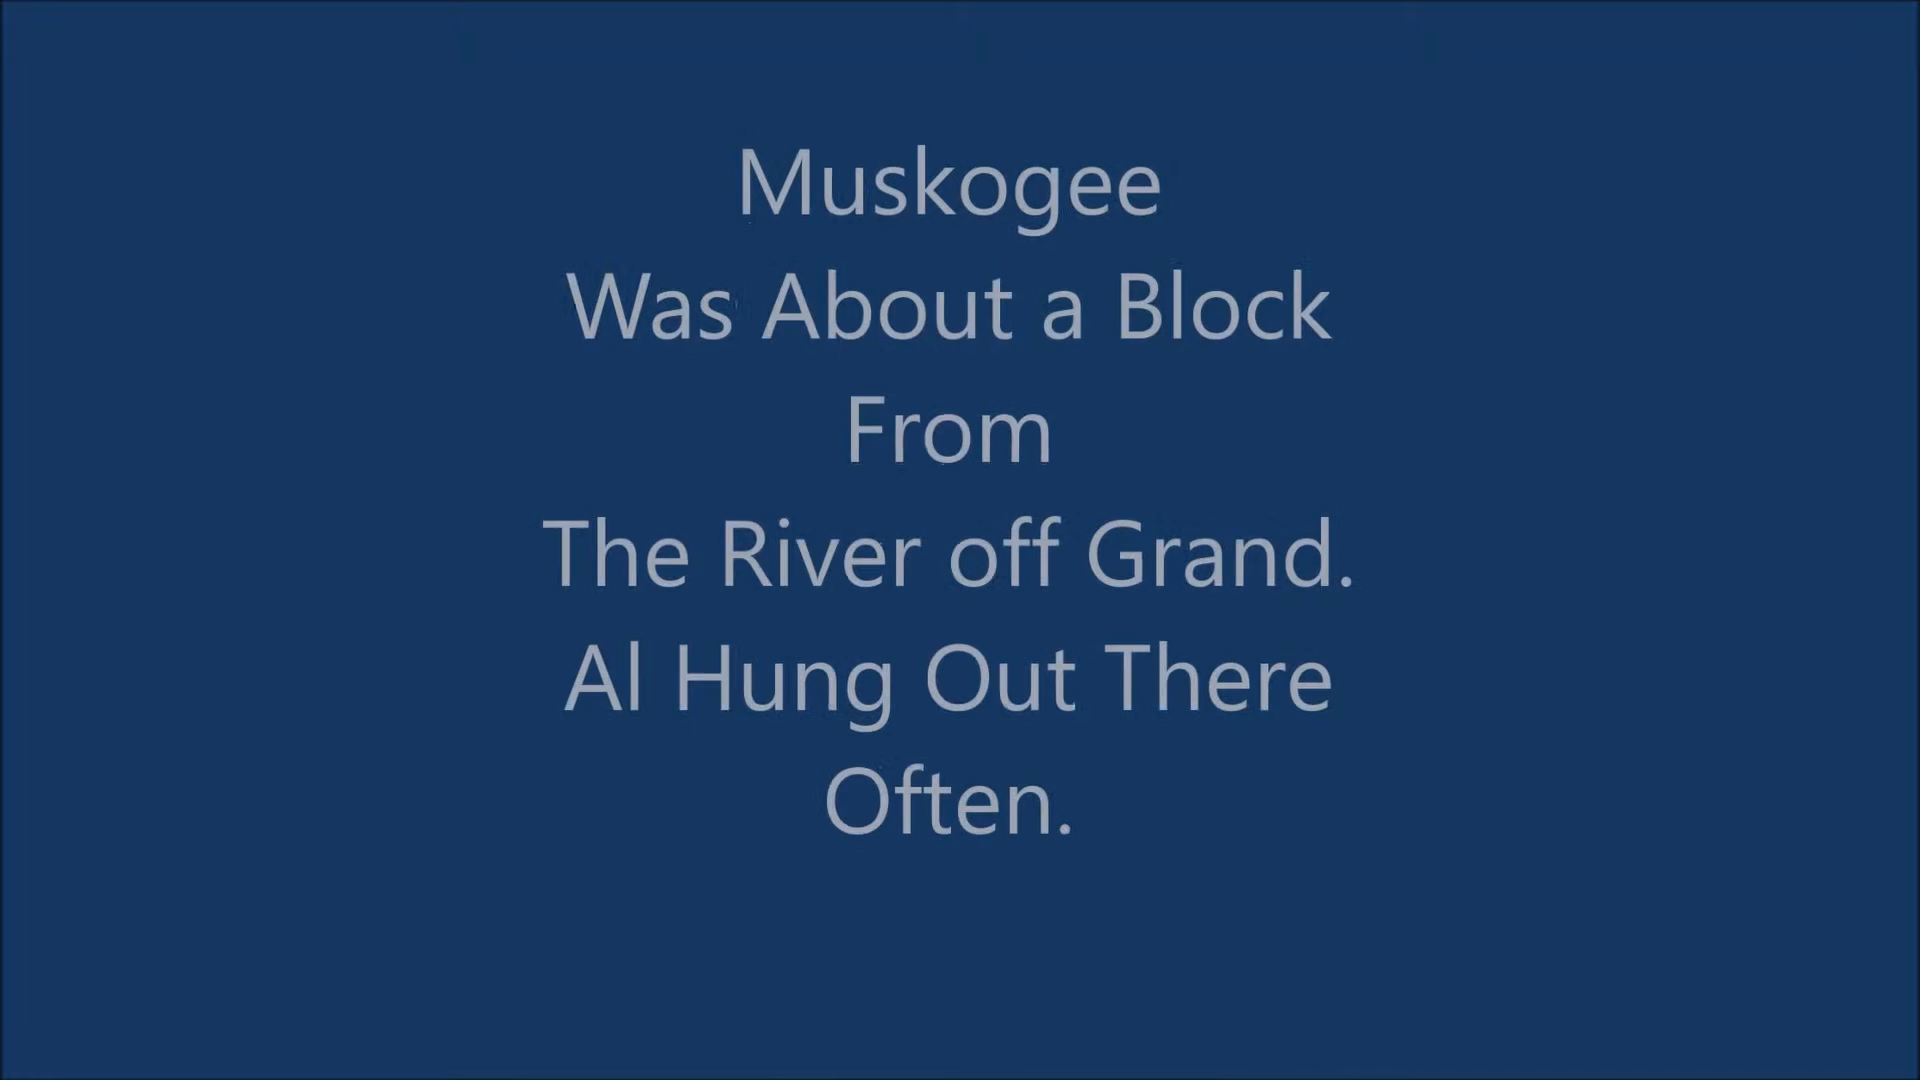 Muskogee
Was About a Block
From
The River off Grand.
Al Hung Out There
Often.